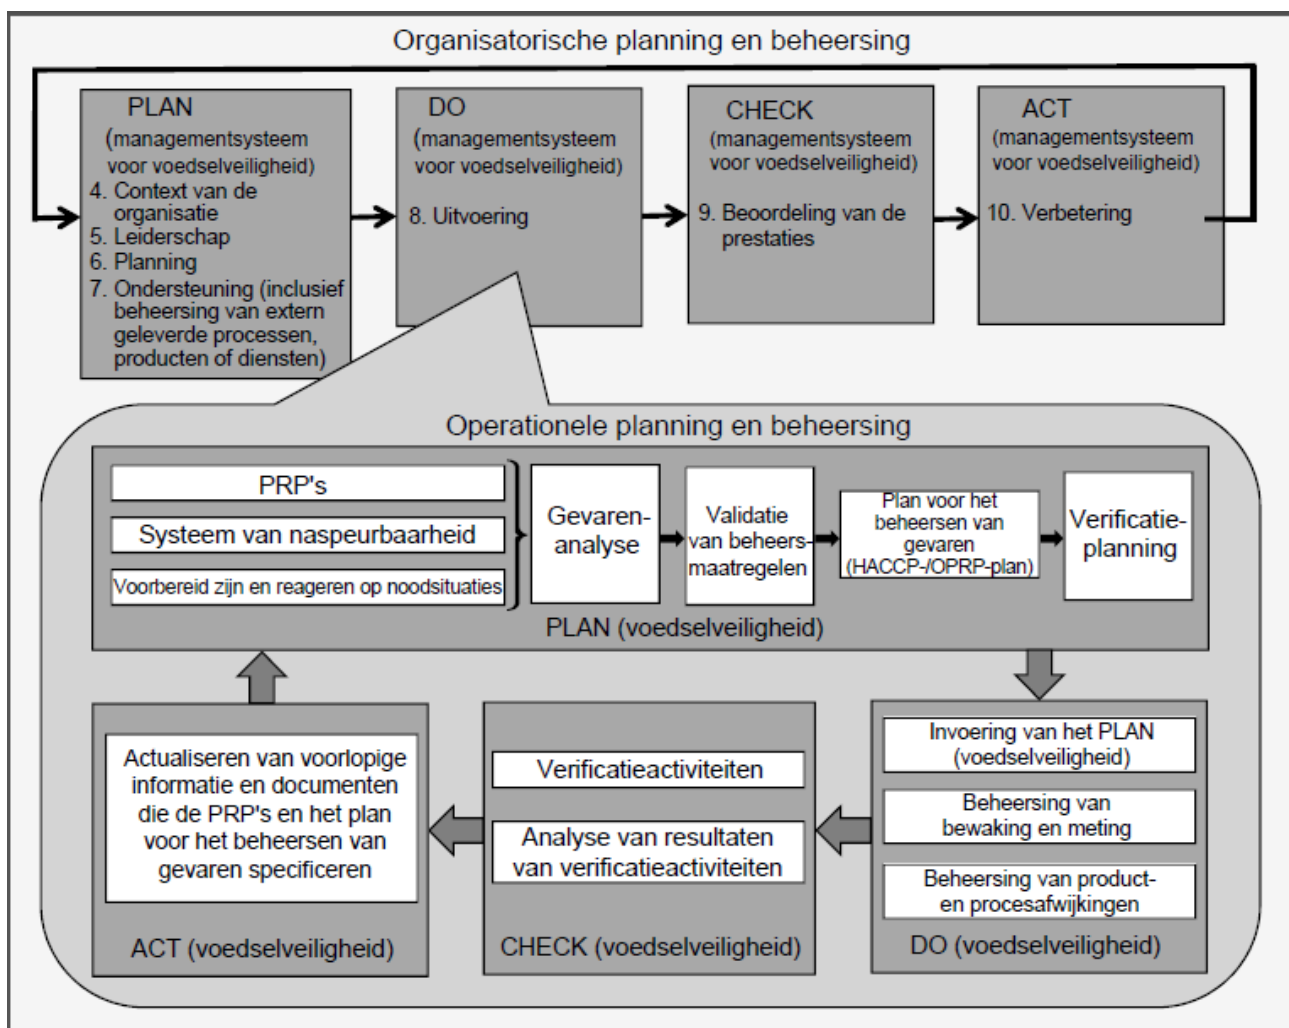 Organisatorische planning en beheersing
PLAN
(managementsysteem
voor voedselveiligheid)
4. Context van de
organisatie
5. Leiderschap
6. Planning
7. Ondersteuning (inclusief
beheersing van extern
geleverde processen,
producten of diensten)
DO
(managementsysteem
voor voedselveiligheid)
8. Uitvoering
CHECK
(managementsysteem
voor voedselveiligheid)
9. Beoordeling van de
prestaties
ACT
(managementsysteem
voor voedselveiligheid)
10. Verbetering
Operationele planning en beheersing
PRP's
Systeem van naspeurbaarheid
Voorbereid zijn en reageren op noodsituaties
Gevaren-
analyse
Validatie
van beheers-
maatregelen
Plan voor het
beheersen van
gevaren
(HACCP-/OPRP-plan)
Verificatie-
planning
PLAN (voedselveiligheid)
Invoering van het PLAN
(voedselveiligheid)
Beheersing van
bewaking en meting
Beheersing van product-
en procesafwijkingen
DO (voedselveiligheid)
Verificatieactiviteiten
Analyse van resultaten
van verificatieactiviteiten
CHECK (voedselveiligheid)
Actualiseren van voorlopige
informatie en documenten
die de PRP's en het plan
voor het beheersen van
gevaren specificeren
ACT (voedselveiligheid)